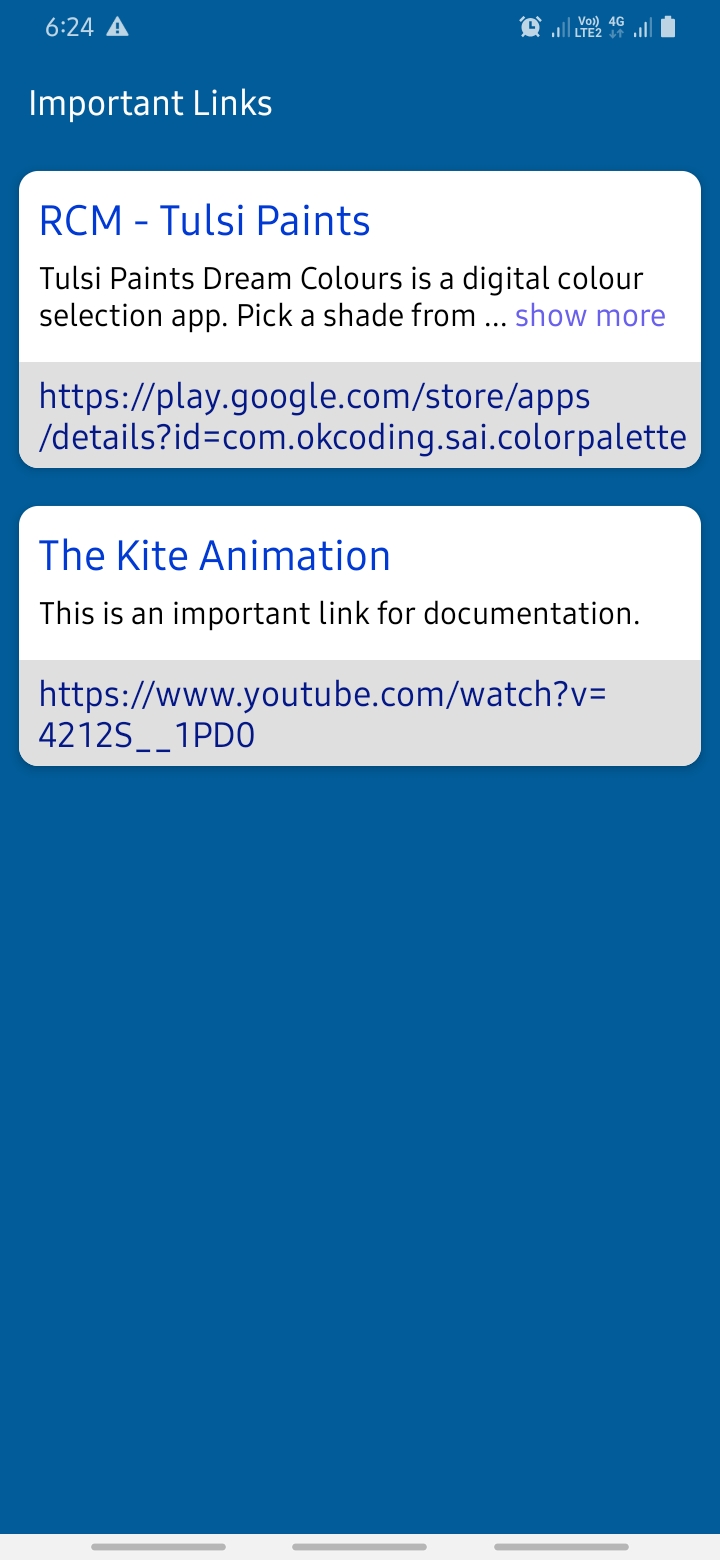 6:24
Vo)) 4G
LTE2
Important Links
RCM - Tulsi Paints
Tulsi Paints Dream Colours is a digital colour
selection app. Pick a shade from ... show more
https://play.google.com/store/apps
/details?id=com.okcoding.sai.colorpalette
The Kite Animation
This is an important link for documentation.
https://www.youtube.com/watch?v=
4212S__1PD0